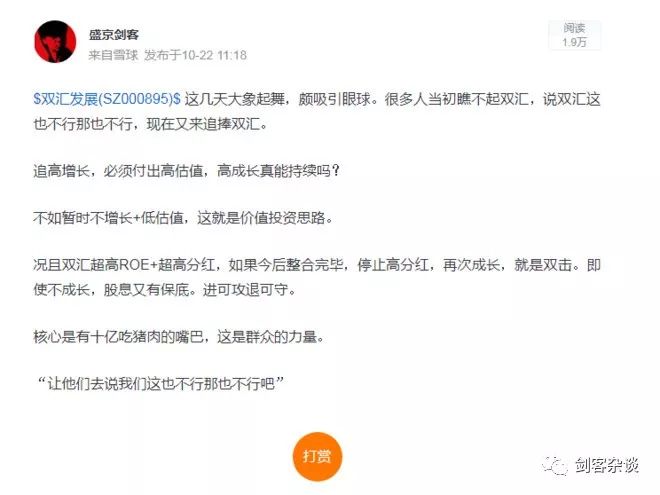 盛京剑客
阅读
来自雪球 发布于10-22 11:18
1.9万
$双汇发展(SZ000895)$ 这几天大象起舞，颇吸引眼球。很多人当初瞧不起双汇，说双汇这
也不行那也不行，现在又来追捧双汇。
追高增长，必须付出高估值，高成长真能持续吗？
不如暂时不增长+低估值，这就是价值投资思路。
况且双汇超高ROE+超高分红，如果今后整合完毕，停止高分红，再次成长，就是双击。即
使不成长，股息又有保底。进可攻退可守。
核心是有十亿吃猪肉的嘴巴，这是群众的力量。
“让他们去说我们这也不行那也不行吧”
打赏
剑客杂谈